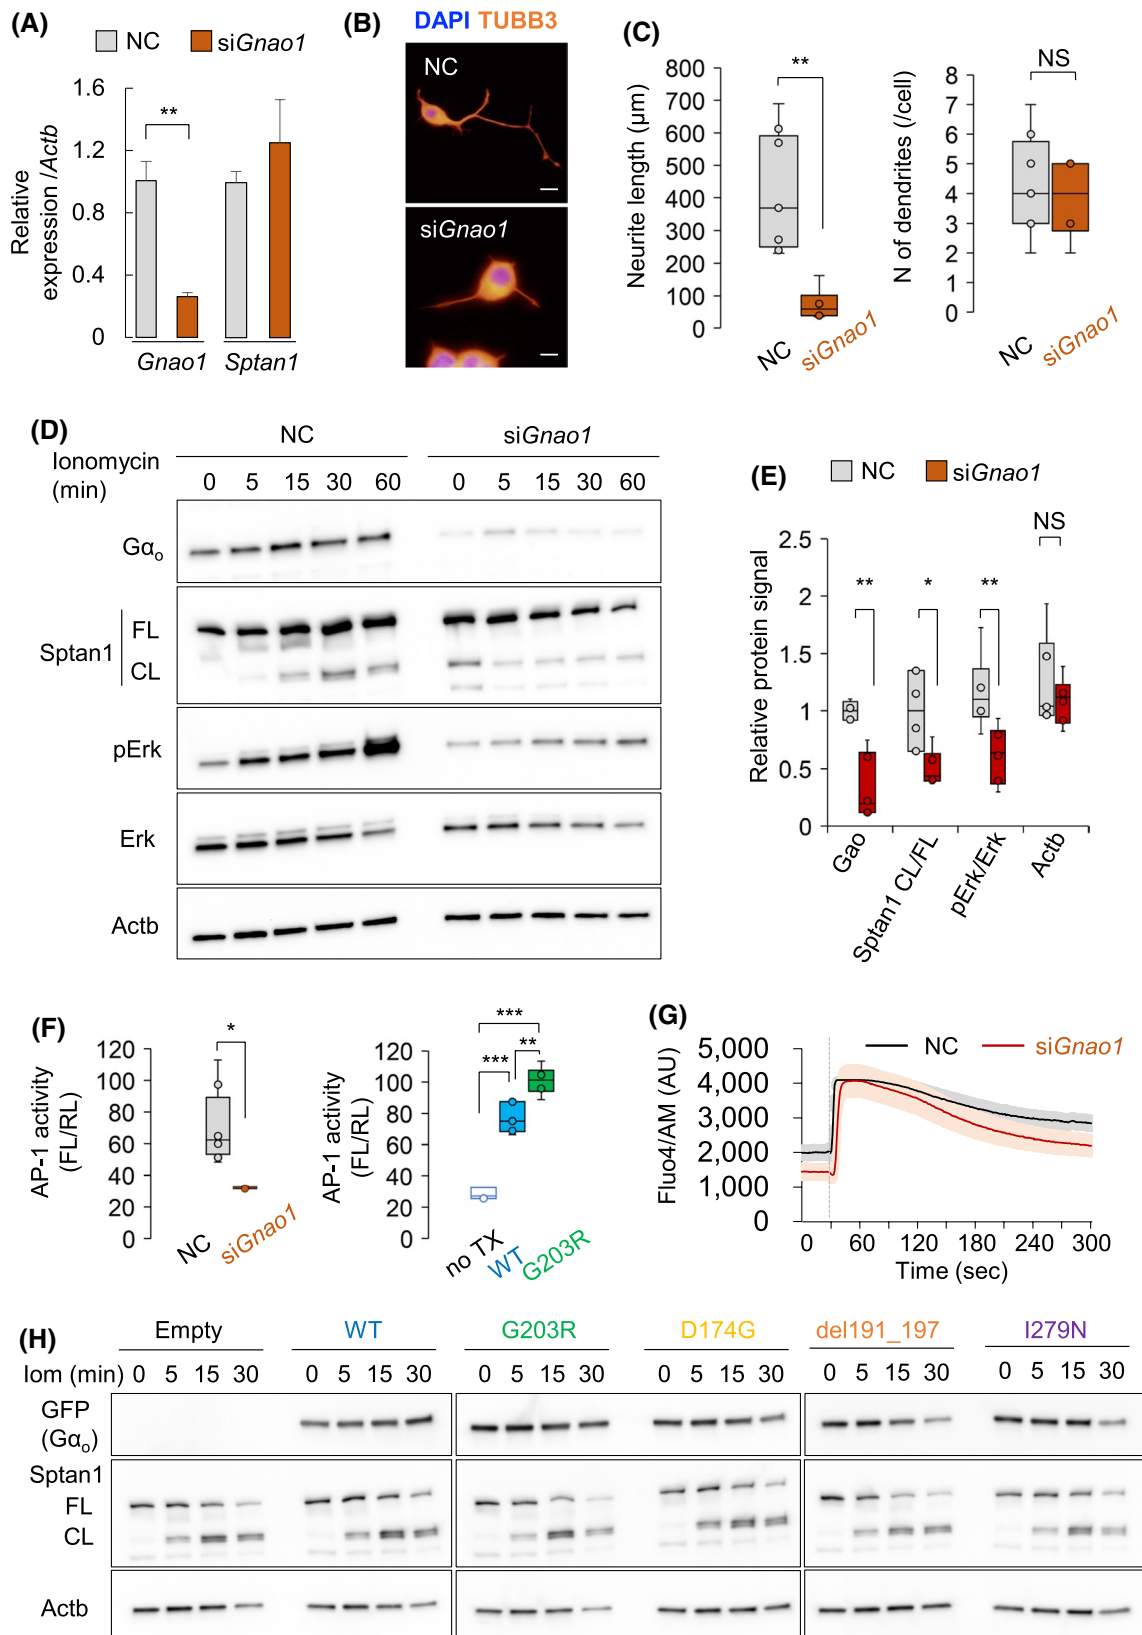 (A)
NC siGnao1
Relative expression /Actb
1.6
1.2
0.8
0.4
0
**
Gnao1 Sptan1
(B)
DAPI TUBB3
NC
siGnao1
(C)
Neurite length (µm)
800
700
600
500
400
300
200
100
0
**
NC siGnao1
N of dendrites (/cell)
8
7
6
5
4
3
2
1
0
NS
NC siGnao1
(D)
NC siGnao1
Ionomycin
(min)
0 5 15 30 60 0 5 15 30 60
Gαo
Sptan1
FL
CL
pErk
Erk
Actb
(E)
NC siGnao1
Relative protein signal
2.5
2
1.5
1
0.5
0
** * ** NS
Gao Sptan1 CL/FL pErk/Erk Actb
(F)
AP-1 activity
(FL/RL)
120
100
80
60
40
20
0
*
NC siGnao1
AP-1 activity
(FL/RL)
120
100
80
60
40
20
0
***
*** **
no TX WT G203R
(G)
NC siGnao1
Fluo4/AM (AU)
5,000
4,000
3,000
2,000
1,000
0
0 60 120 180 240 300
Time (sec)
(H)
Empty WT G203R D174G del191_197 I279N
Iom (min) 0 5 15 30 0 5 15 30 0 5 15 30 0 5 15 30 0 5 15 30 0 5 15 30
GFP
(Gαo)
Sptan1
FL
CL
Actb